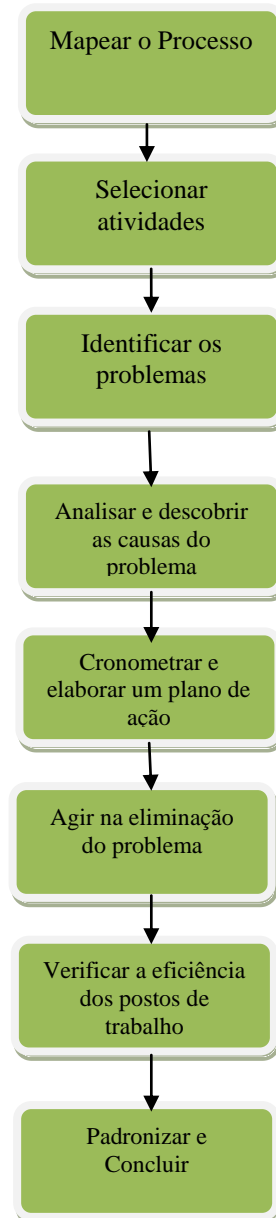 Mapear o Processo
Selecionar
atividades
Identificar os
problemas
Analisar e descobrir
as causas do
problema
Cronometrar e
elaborar um plano de
ação
Agir na eliminação
do problema
Verificar a eficiência
dos postos de
trabalho
Padronizar e
Concluir